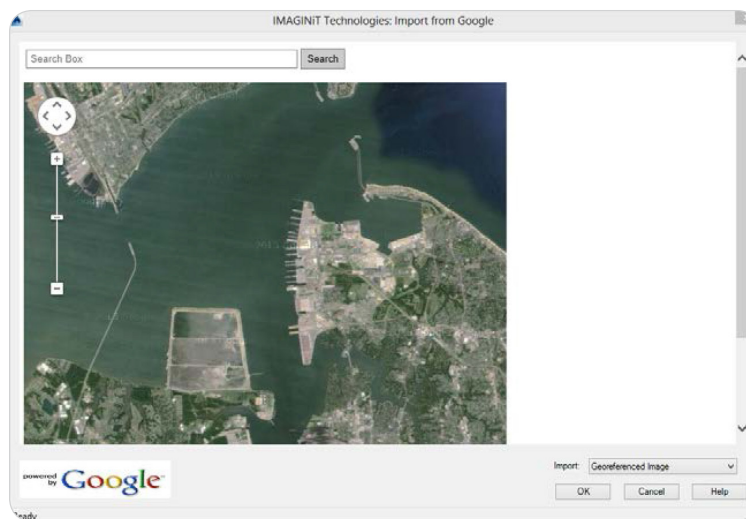 IMAGINiT Technologies: Import from Google
Search Box
Search
Import: Georeferenced Image
powered by Google
OK
Cancel
Help
Ready